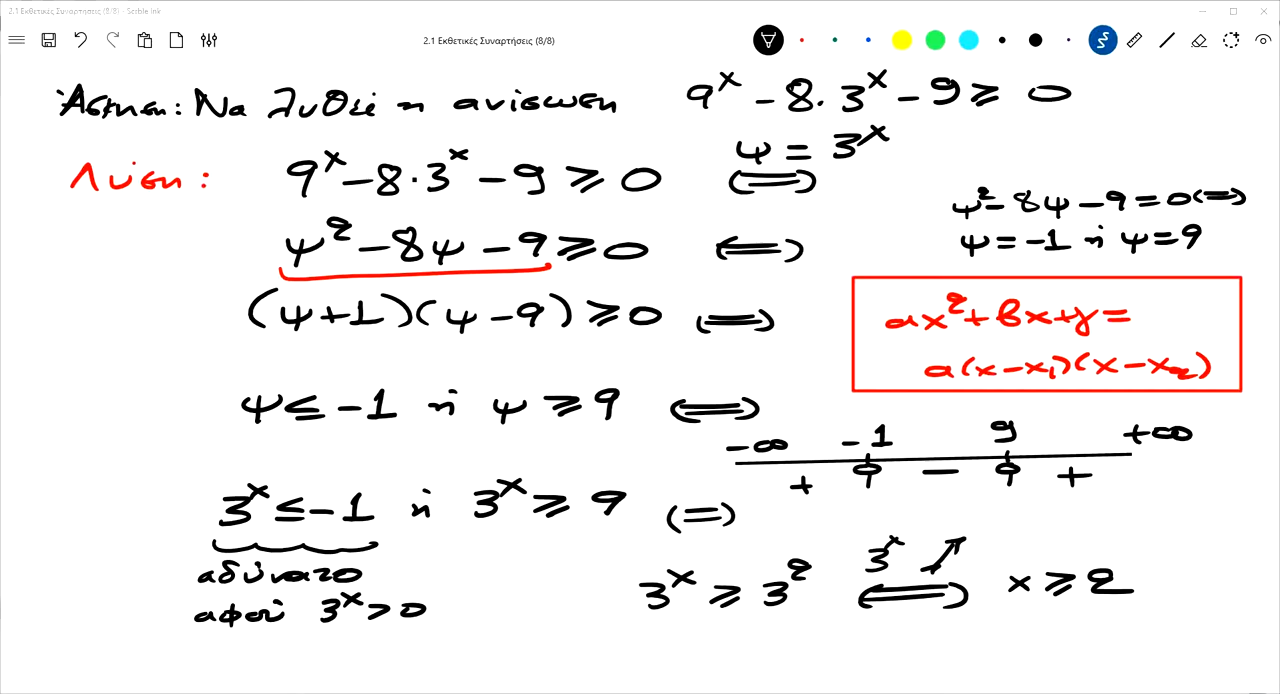 2.1 Εκθετικές Συναρτήσεις (8/8) - Scrble Ink
2.1 Εκθετικές Συναρτήσεις (8/8)
Άσκηση: Να λυθεί η ανίσωση 9^x - 8·3^x - 9 ≥ 0
Λύση: 9^x - 8·3^x - 9 ≥ 0 ⟺ ψ = 3^x
ψ² - 8ψ - 9 ≥ 0 ⟺
ψ² - 8ψ - 9 = 0 ⟺
ψ = -1 ή ψ = 9
(ψ+1)(ψ-9) ≥ 0 ⟺
αx² + βx + γ =
α(x-x₁)(x-x₂)
ψ ≤ -1 ή ψ ≥ 9 ⟺
-∞ -1 9 +∞
+ 0 - 0 +
3^x ≤ -1 ή 3^x ≥ 9 ⟺
αδύνατο
αφού 3^x > 0
3^x ≥ 3² ⟺ 3^x ↗ x ≥ 2